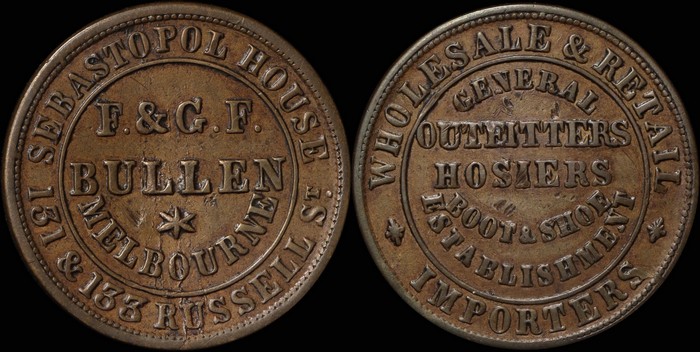 SEBASTOPOL HOUSE
131 & 133 RUSSELL ST
F. & G. F.
BULLEN
MELBOURNE
WHOLESALE & RETAIL
IMPORTERS
GENERAL
OUTFITTERS
HOSIERS
BOOT & SHOE
ESTABLISHMENT